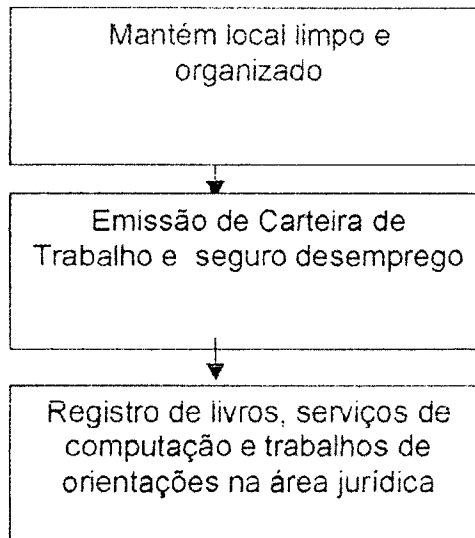 Mantém local limpo e
organizado
Emissão de Carteira de
Trabalho e seguro desemprego
Registro de livros, serviços de
computação e trabalhos de
orientações na área jurídica